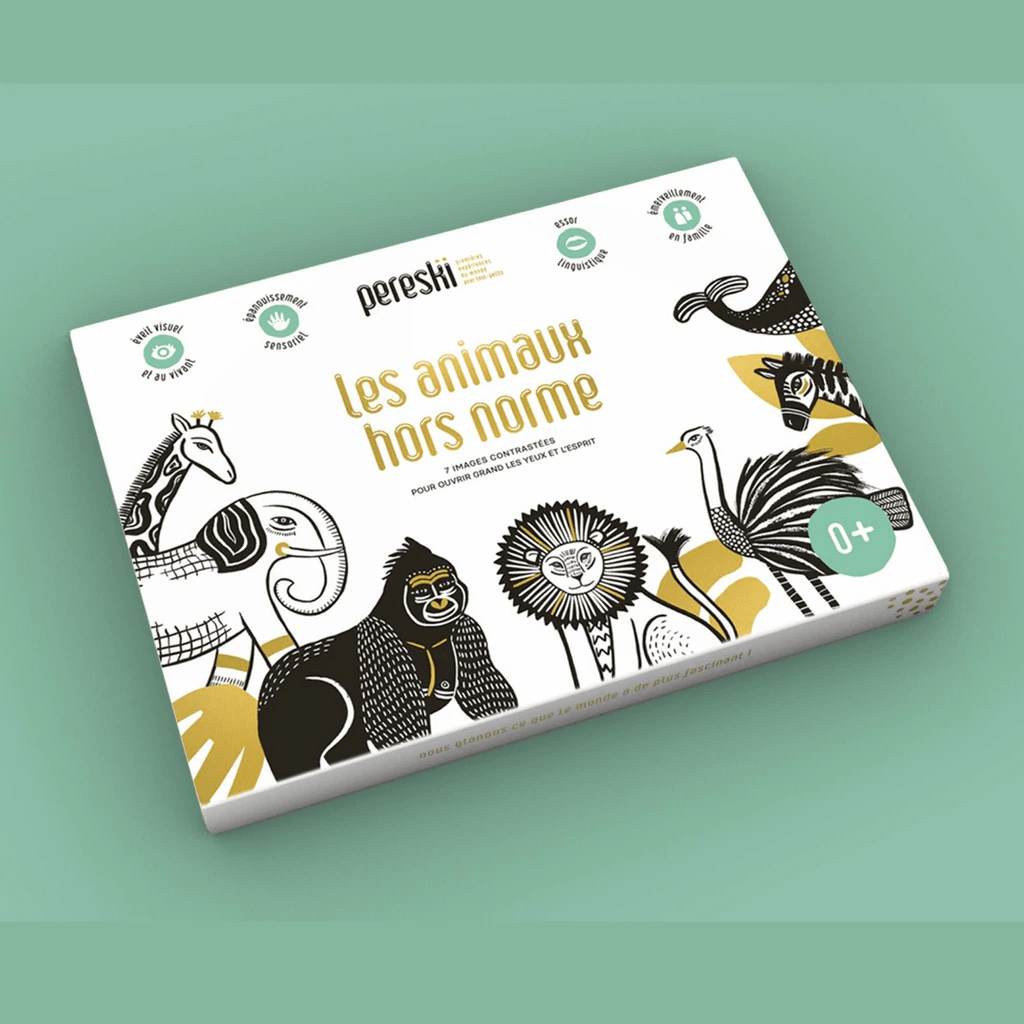 éveil visuel
et au vivant
épanouissement
sensoriel
pereskï
premières
expériences
du monde
pour tout-petits
essor
linguistique
émerveillement
en famille
les animaux
hors norme
7 IMAGES CONTRASTÉES
POUR OUVRIR GRAND LES YEUX ET L'ESPRIT
0+
nous glanons ce que le monde a de plus fascinant !